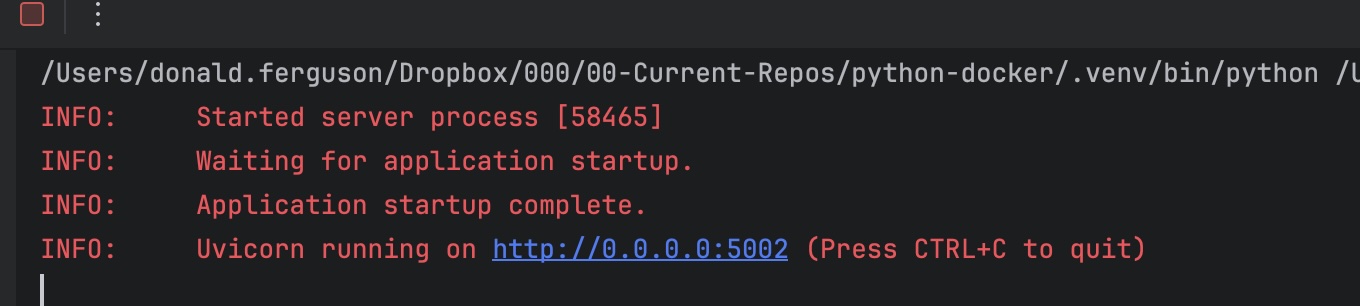 /Users/donald.ferguson/Dropbox/000/00-Current-Repos/python-docker/.venv/bin/python /U
INFO:     Started server process [58465]
INFO:     Waiting for application startup.
INFO:     Application startup complete.
INFO:     Uvicorn running on http://0.0.0.0:5002 (Press CTRL+C to quit)